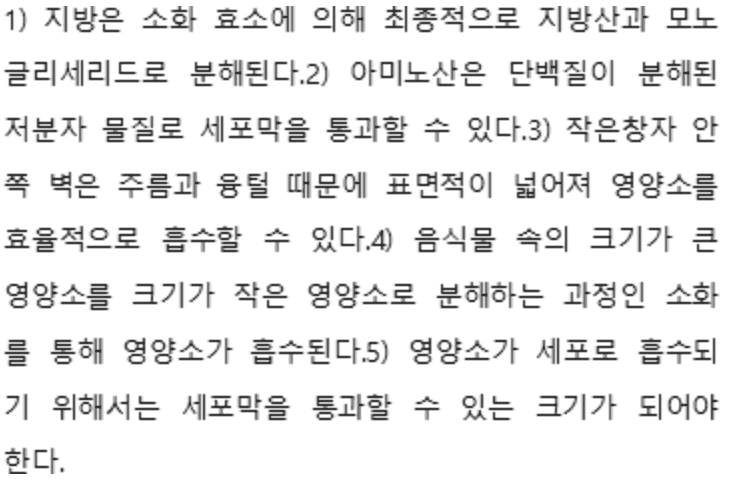 1) 지방은 소화 효소에 의해 최종적으로 지방산과 모노
글리세리드로 분해된다.2) 아미노산은 단백질이 분해된
저분자 물질로 세포막을 통과할 수 있다.3) 작은창자 안
쪽 벽은 주름과 융털 때문에 표면적이 넓어져 영양소를
효율적으로 흡수할 수 있다.4) 음식물 속의 크기가 큰
영양소를 크기가 작은 영양소로 분해하는 과정인 소화
를 통해 영양소가 흡수된다.5) 영양소가 세포로 흡수되
기 위해서는 세포막을 통과할 수 있는 크기가 되어야
한다.